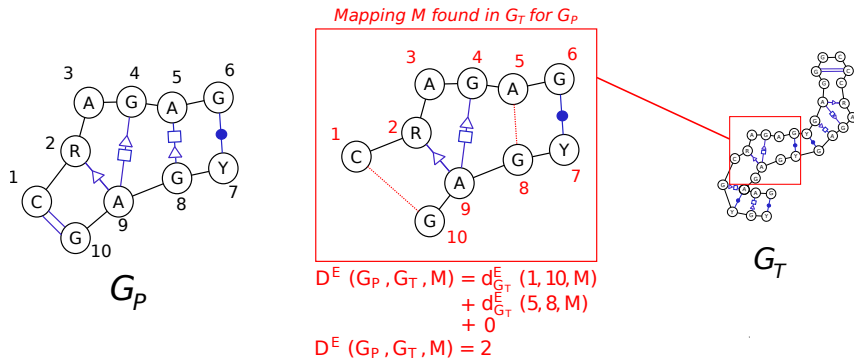 Mapping M found in G_T for G_P
3 4 5 6
A G A G
2 R
1 C
G 10
A 9
G 8
Y 7
G_P
3 4 5 6
A G A G
2 R
1 C
G 10
A 9
G 8
Y 7
D^E (G_P , G_T , M) = d^E_{G_T} (1, 10, M)
+ d^E_{G_T} (5, 8, M)
+ 0
D^E (G_P , G_T , M) = 2
G_T